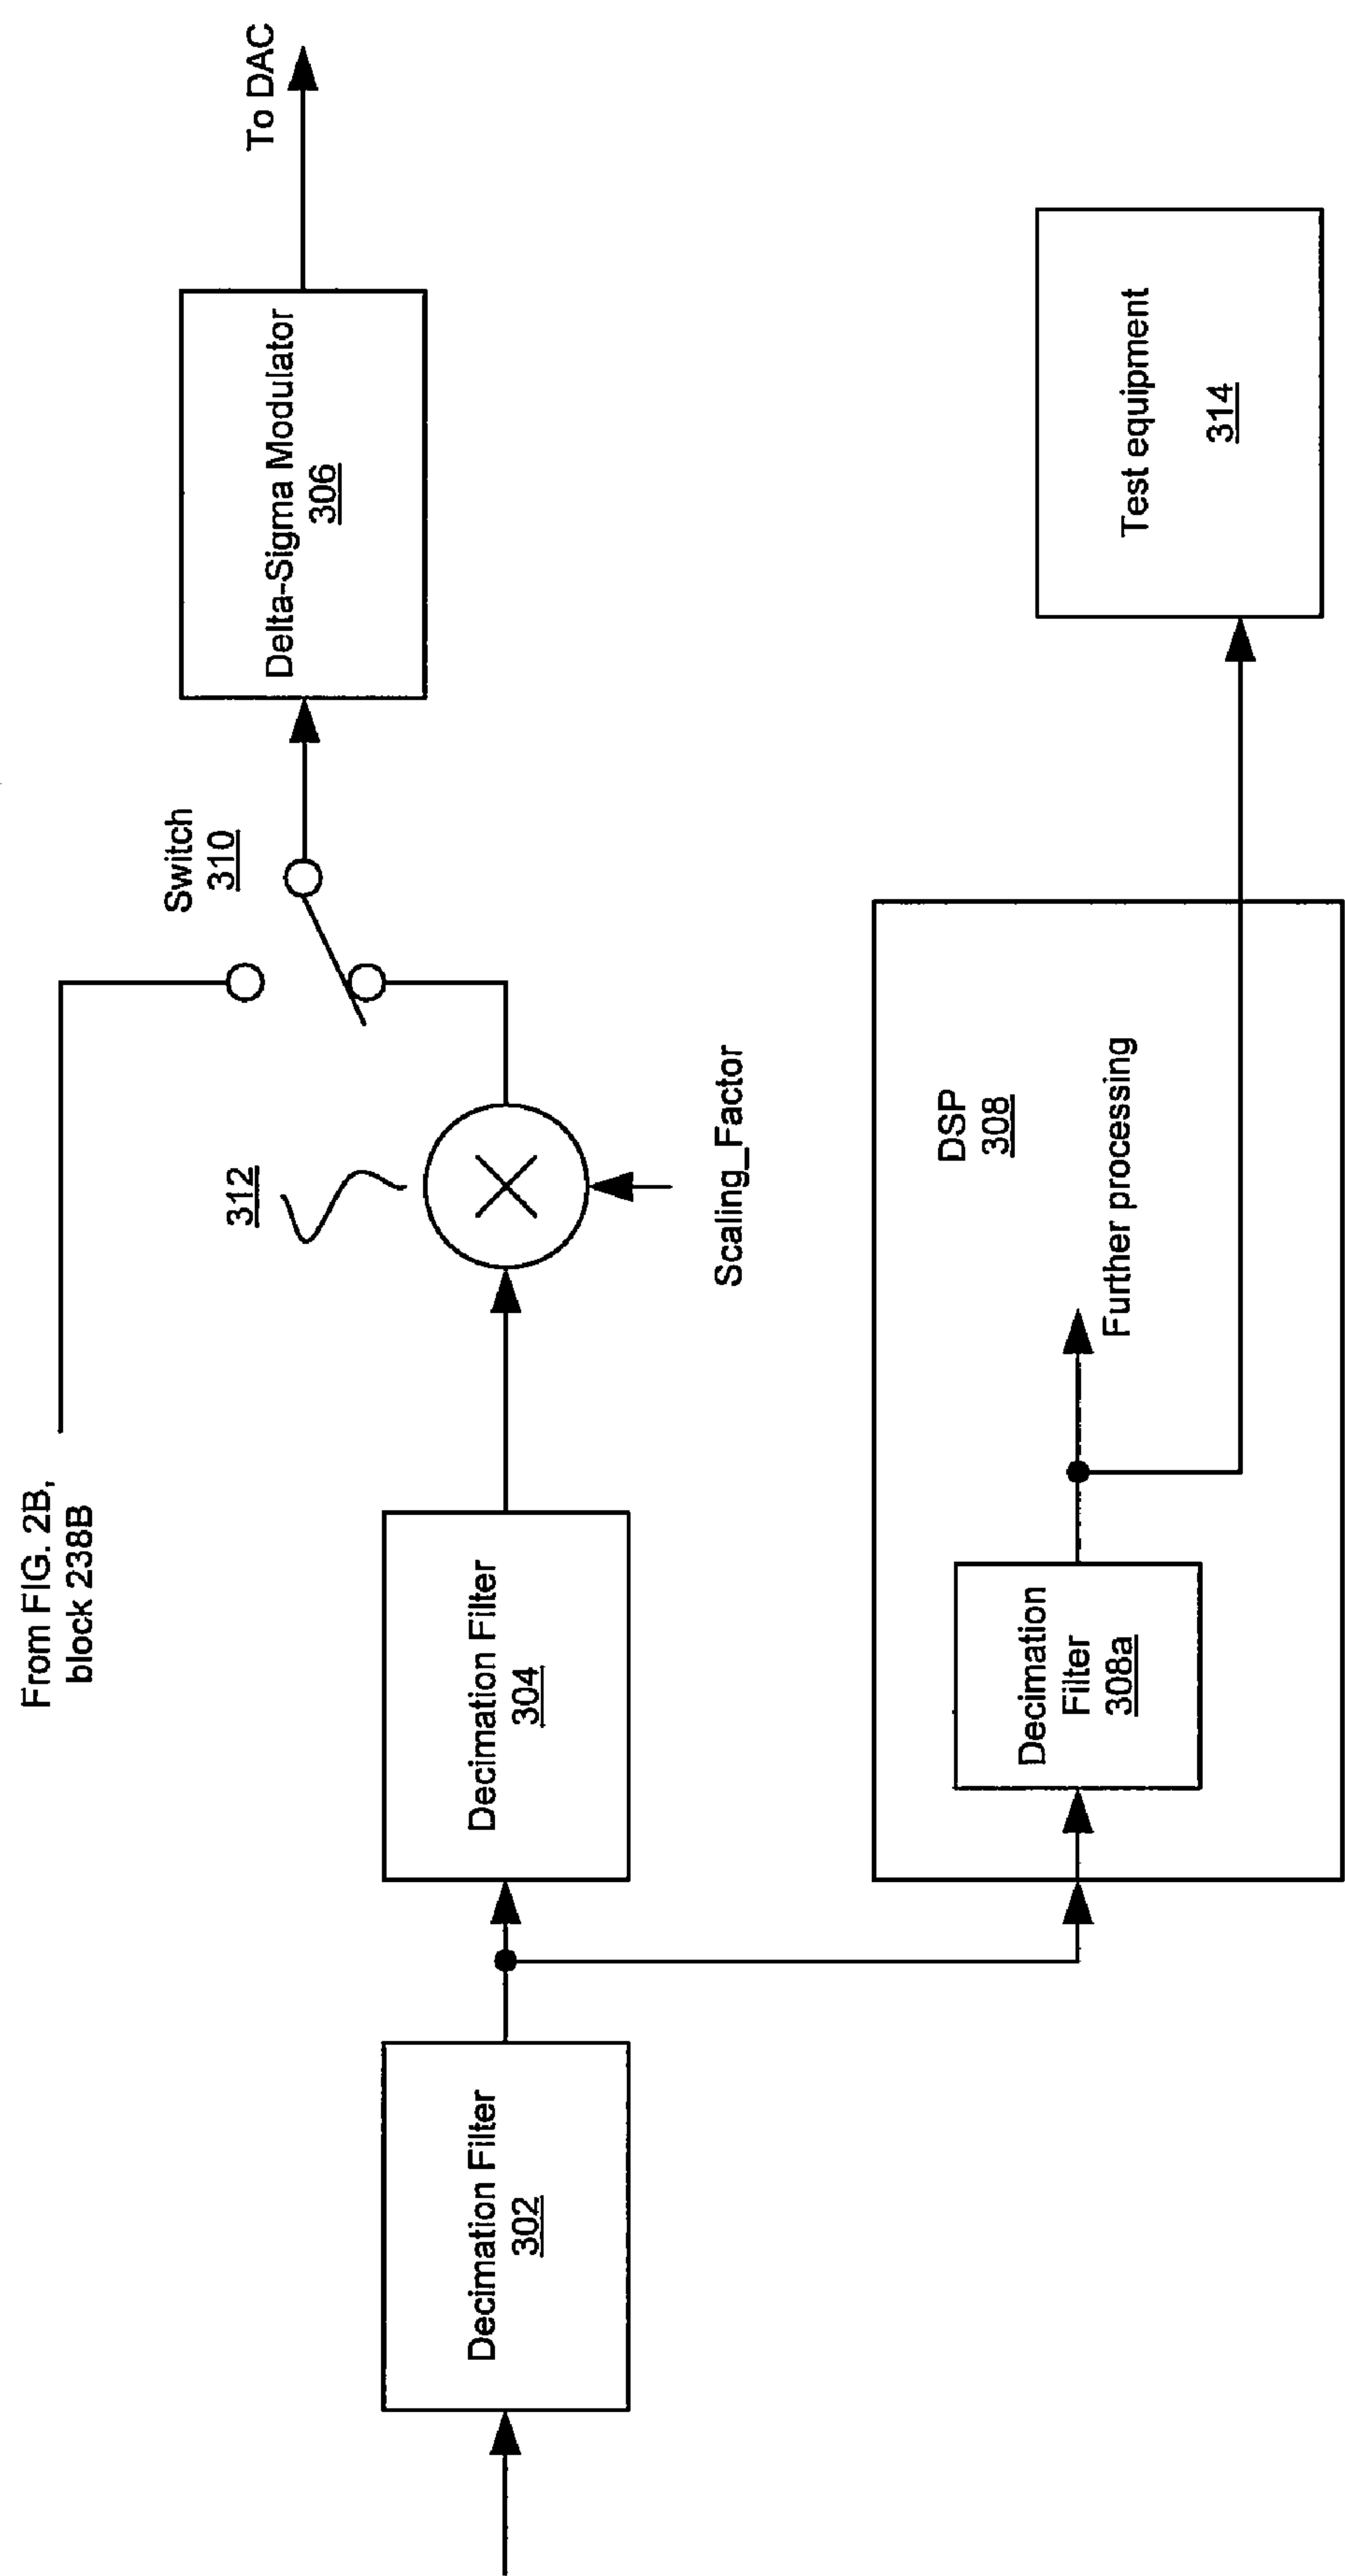 From FIG. 2B,
block 238B
Switch
310
To DAC
Delta-Sigma Modulator
306
312
Decimation Filter
302
Decimation Filter
304
Scaling_Factor
DSP
308
Decimation
Filter
308a
Further processing
Test equipment
314